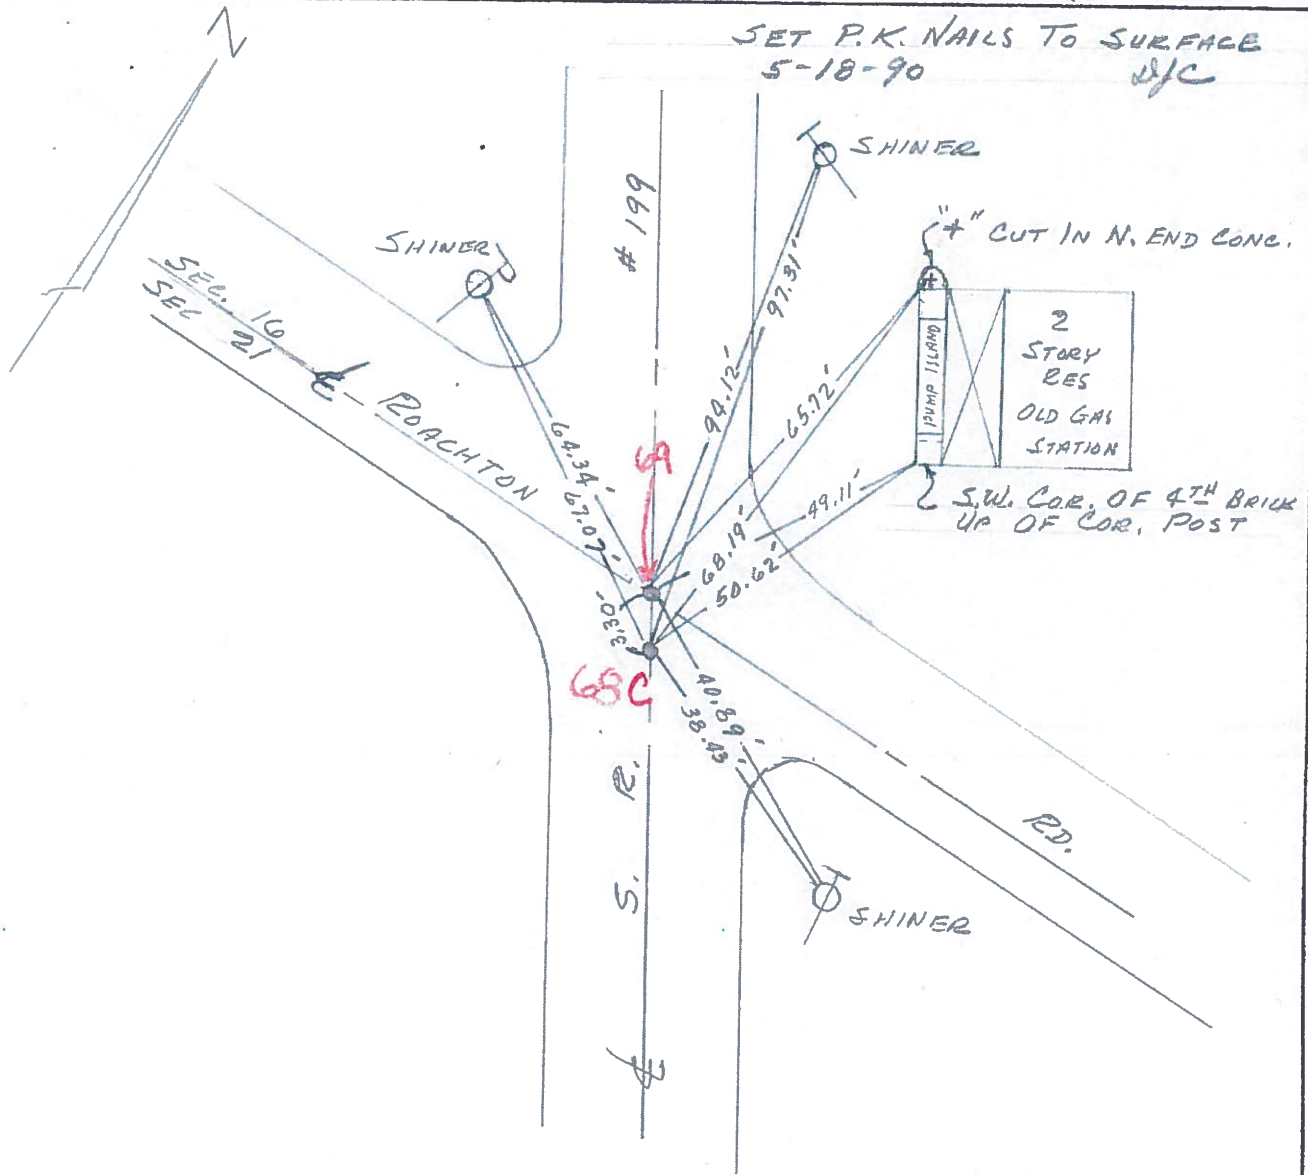 N
SET P.K. NAILS TO SURFACE
5-18-90 DJC
SHINER
# 199
"+" CUT IN N. END CONC.
SHINER
+
97.31'
SEC. 16
SEC 21
2
STORY
RES
OLD GAS
STATION
PUMP ISLAND
94.12'
65.72'
℄ ROACHTON
64.34'
67.07'
69
49.11'
S.W. COR. OF 4TH BRICK
UP OF COR. POST
68.19'
50.62'
3.30'
68C
40.89'
38.43'
S. R.
RD.
SHINER
℄